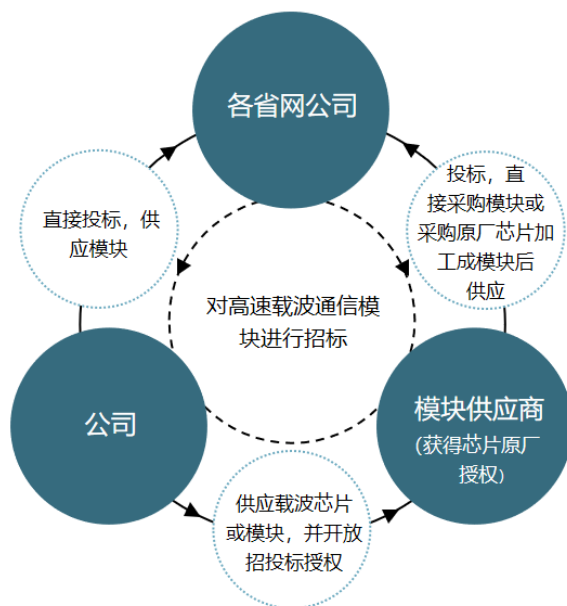 各省网公司
直接投标，供
应模块
投标，直
接采购模块或
采购原厂芯片加
工成模块后
供应
对高速载波通信模
块进行招标
公司
模块供应商
(获得芯片原厂
授权)
供应载波芯片
或模块，并开放
招投标授权